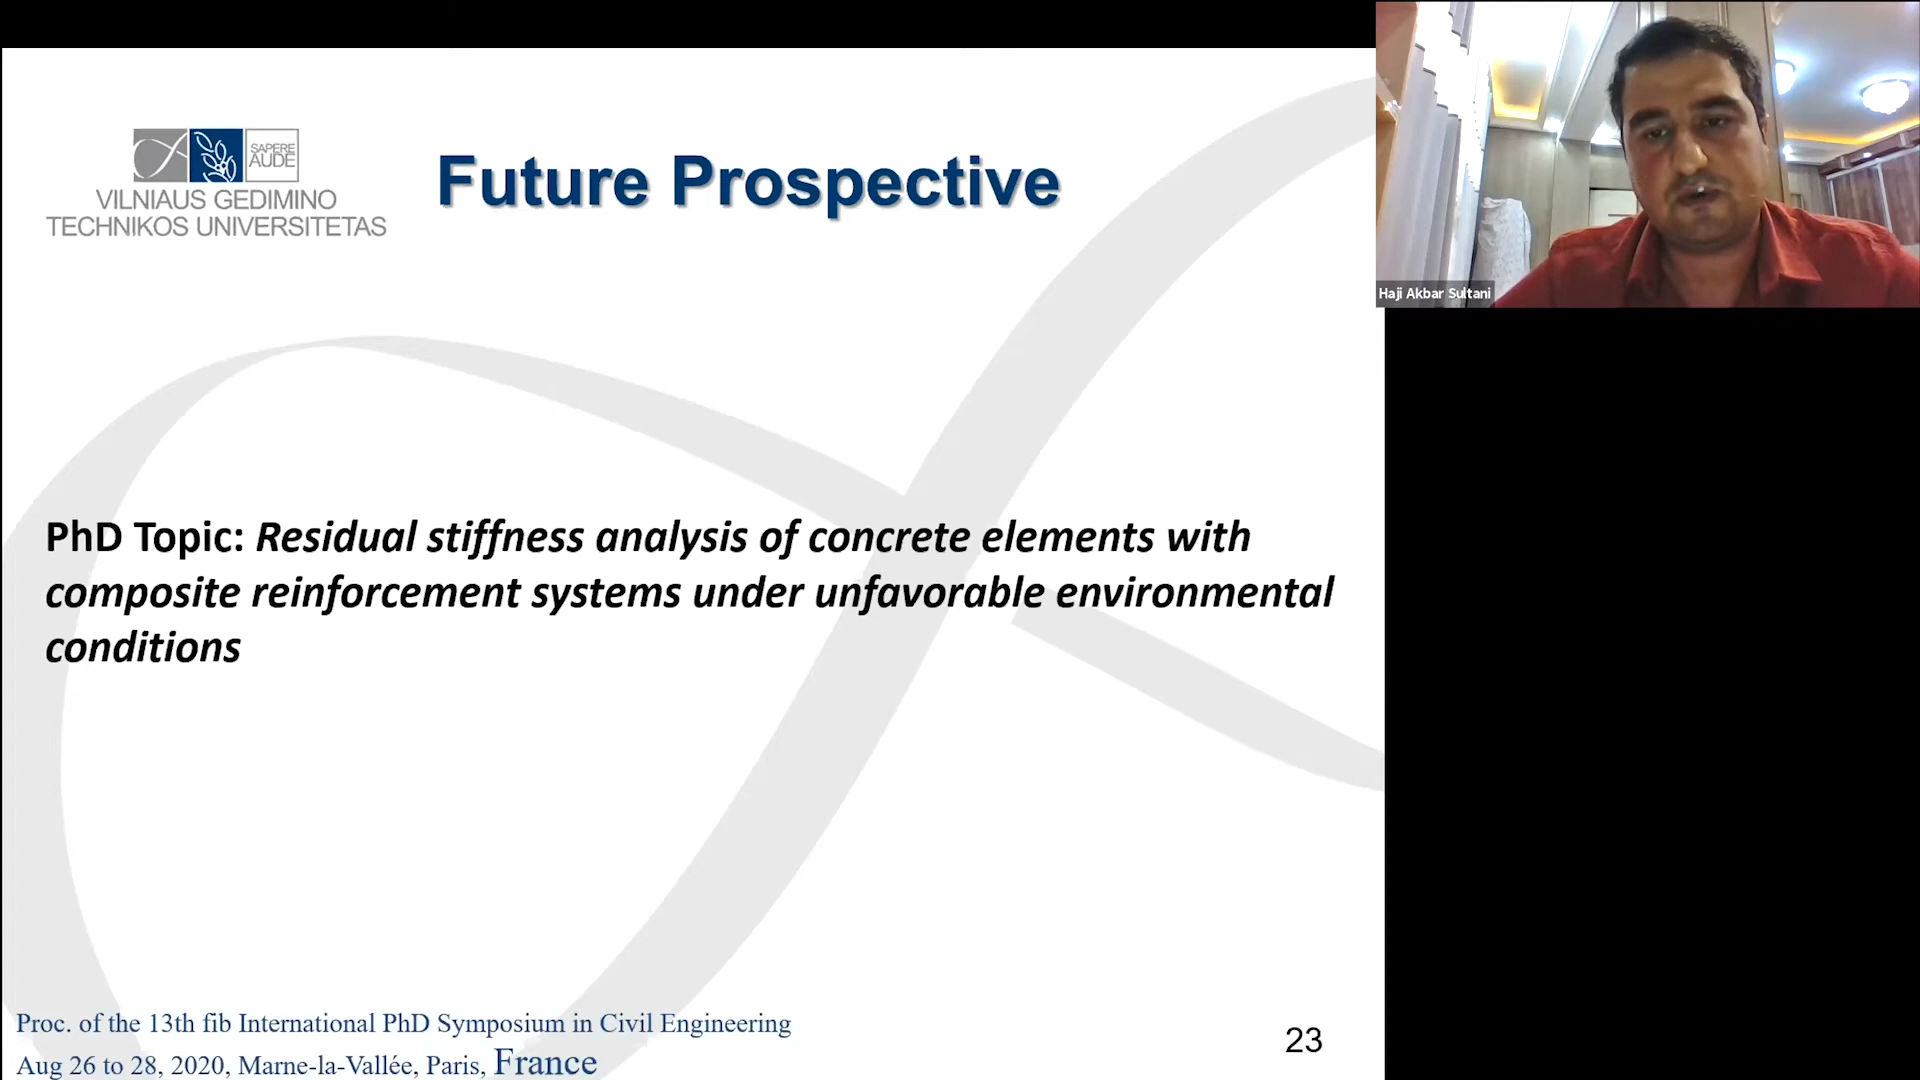 SAPERE
AUDE
VILNIAUS GEDIMINO
TECHNIKOS UNIVERSITETAS
Future Prospective
Haji Akbar Sultani
PhD Topic: Residual stiffness analysis of concrete elements with
composite reinforcement systems under unfavorable environmental
conditions
Proc. of the 13th fib International PhD Symposium in Civil Engineering
Aug 26 to 28, 2020, Marne-la-Vallée, Paris, France
23